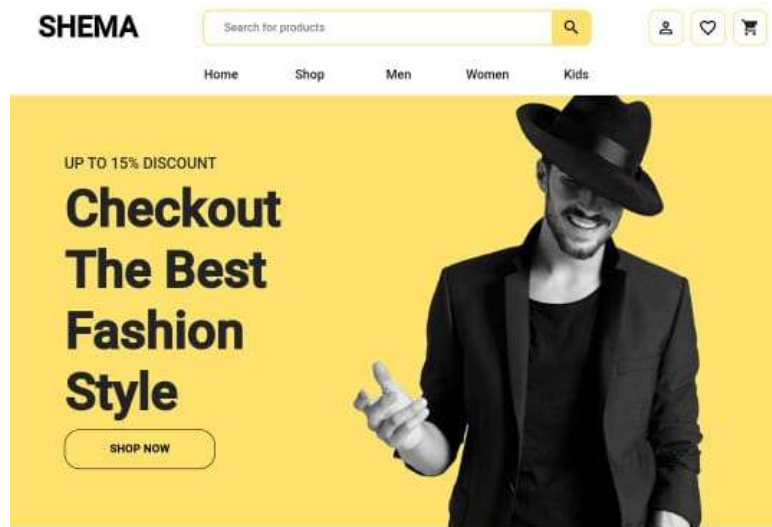 SHEMA
Search for products
Home Shop Men Women Kids
UP TO 15% DISCOUNT
Checkout
The Best
Fashion
Style
SHOP NOW